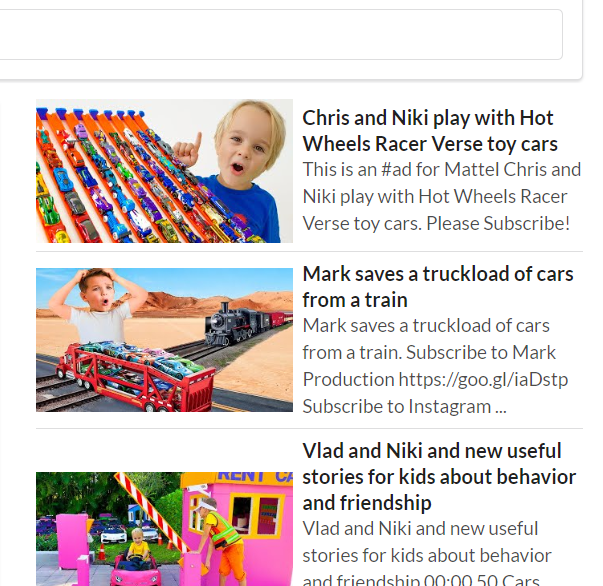 Chris and Niki play with Hot
Wheels Racer Verse toy cars
This is an #ad for Mattel Chris and
Niki play with Hot Wheels Racer
Verse toy cars. Please Subscribe!
Mark saves a truckload of cars
from a train
Mark saves a truckload of cars
from a train. Subscribe to Mark
Production https://goo.gl/iaDstp
Subscribe to Instagram ...
Vlad and Niki and new useful
stories for kids about behavior
and friendship
RENT CA
Vlad and Niki and new useful
stories for kids about behavior
and friendship 00:00 50 Cars